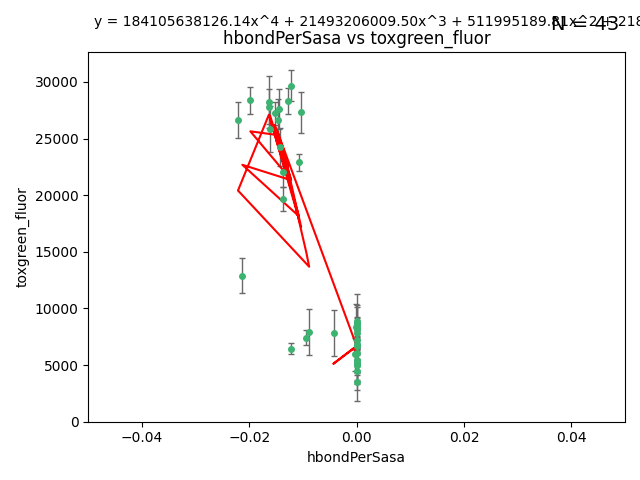 y = 184105638126.14x^4 + 21493206009.50x^3 + 511995189.81x^2 + 218
N = 43
hbondPerSasa vs toxgreen_fluor
30000
25000
20000
15000
10000
5000
0
toxgreen_fluor
−0.04
−0.02
0.00
0.02
0.04
hbondPerSasa